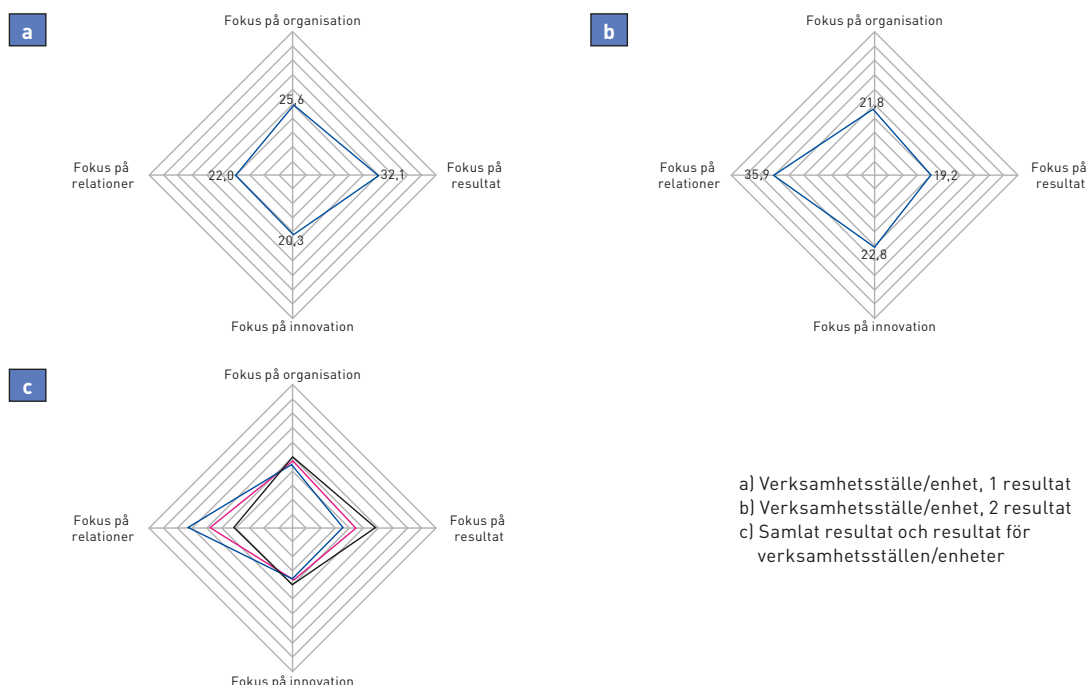 a
Fokus på organisation
25,6
Fokus på
relationer
22,0
32,1
Fokus på
resultat
20,3
Fokus på innovation
b
Fokus på organisation
21,8
Fokus på
relationer
35,9
19,2
Fokus på
resultat
22,8
Fokus på innovation
c
Fokus på organisation
Fokus på
relationer
Fokus på
resultat
Fokus på innovation
a) Verksamhetsställe/enhet, 1 resultat
b) Verksamhetsställe/enhet, 2 resultat
c) Samlat resultat och resultat för
verksamhetsställen/enheter